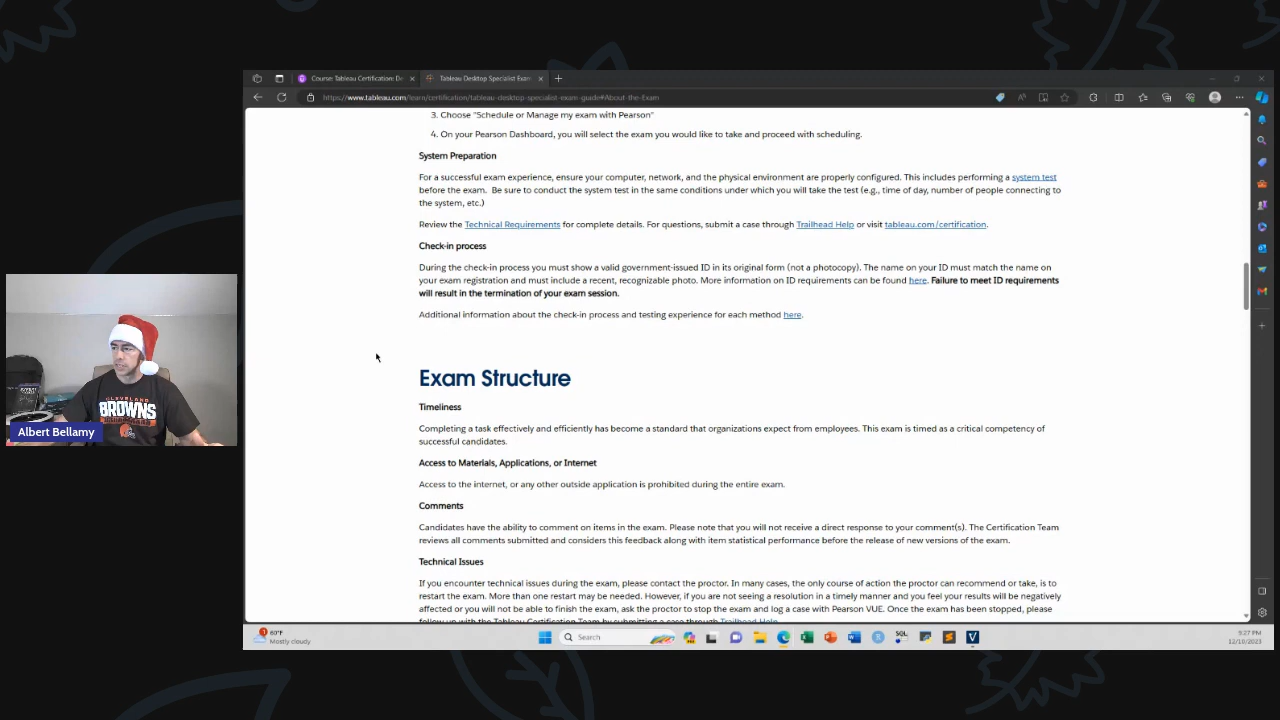 Course: Tableau Certification: De
Tableau Desktop Specialist Exam
https://www.tableau.com/learn/certification/tableau-desktop-specialist-exam-guide#About-the-Exam
3. Choose "Schedule or Manage my exam with Pearson"
4. On your Pearson Dashboard, you will select the exam you would like to take and proceed with scheduling.
System Preparation
For a successful exam experience, ensure your computer, network, and the physical environment are properly configured. This includes performing a system test
before the exam. Be sure to conduct the system test in the same conditions under which you will take the test (e.g., time of day, number of people connecting to
the system, etc.)
Review the Technical Requirements for complete details. For questions, submit a case through Trailhead Help or visit tableau.com/certification.
Check-in process
During the check-in process you must show a valid government-issued ID in its original form (not a photocopy). The name on your ID must match the name on
your exam registration and must include a recent, recognizable photo. More information on ID requirements can be found here. Failure to meet ID requirements
will result in the termination of your exam session.
Additional information about the check-in process and testing experience for each method here.
Exam Structure
Timeliness
Completing a task effectively and efficiently has become a standard that organizations expect from employees. This exam is timed as a critical competency of
successful candidates.
Access to Materials, Applications, or Internet
Access to the internet, or any other outside application is prohibited during the entire exam.
Comments
Candidates have the ability to comment on items in the exam. Please note that you will not receive a direct response to your comment(s). The Certification Team
reviews all comments submitted and considers this feedback along with item statistical performance before the release of new versions of the exam.
Technical Issues
If you encounter technical issues during the exam, please contact the proctor. In many cases, the only course of action the proctor can recommend or take, is to
restart the exam. More than one restart may be needed. However, if you are not seeing a resolution in a timely manner and you feel your results will be negatively
affected or you will not be able to finish the exam, ask the proctor to stop the exam and log a case with Pearson VUE. Once the exam has been stopped, please
follow up with the Tableau Certification Team by submitting a case through Trailhead Help.
CLEVELAND
BROWNS
Albert Bellamy
60°F
Mostly cloudy
Search
SQL
9:27 PM
12/10/2023